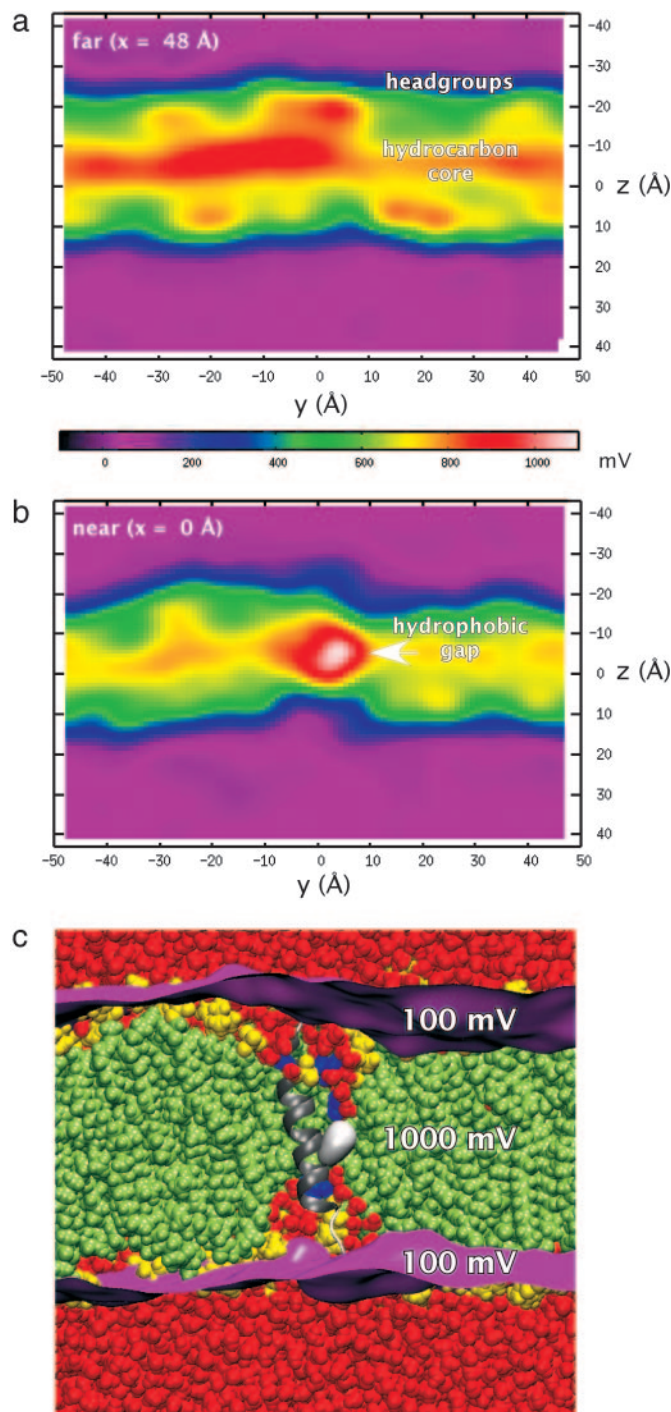 a
far (x = 48 Å)
headgroups
hydrocarbon
core
-40
-30
-20
-10
0
10
20
30
40
z (Å)
-50 -40 -30 -20 -10 0 10 20 30 40 50
y (Å)
0 200 400 600 800 1000 mV
b
near (x = 0 Å)
hydrophobic
gap
-40
-30
-20
-10
0
10
20
30
40
z (Å)
-50 -40 -30 -20 -10 0 10 20 30 40 50
y (Å)
c
100 mV
1000 mV
100 mV